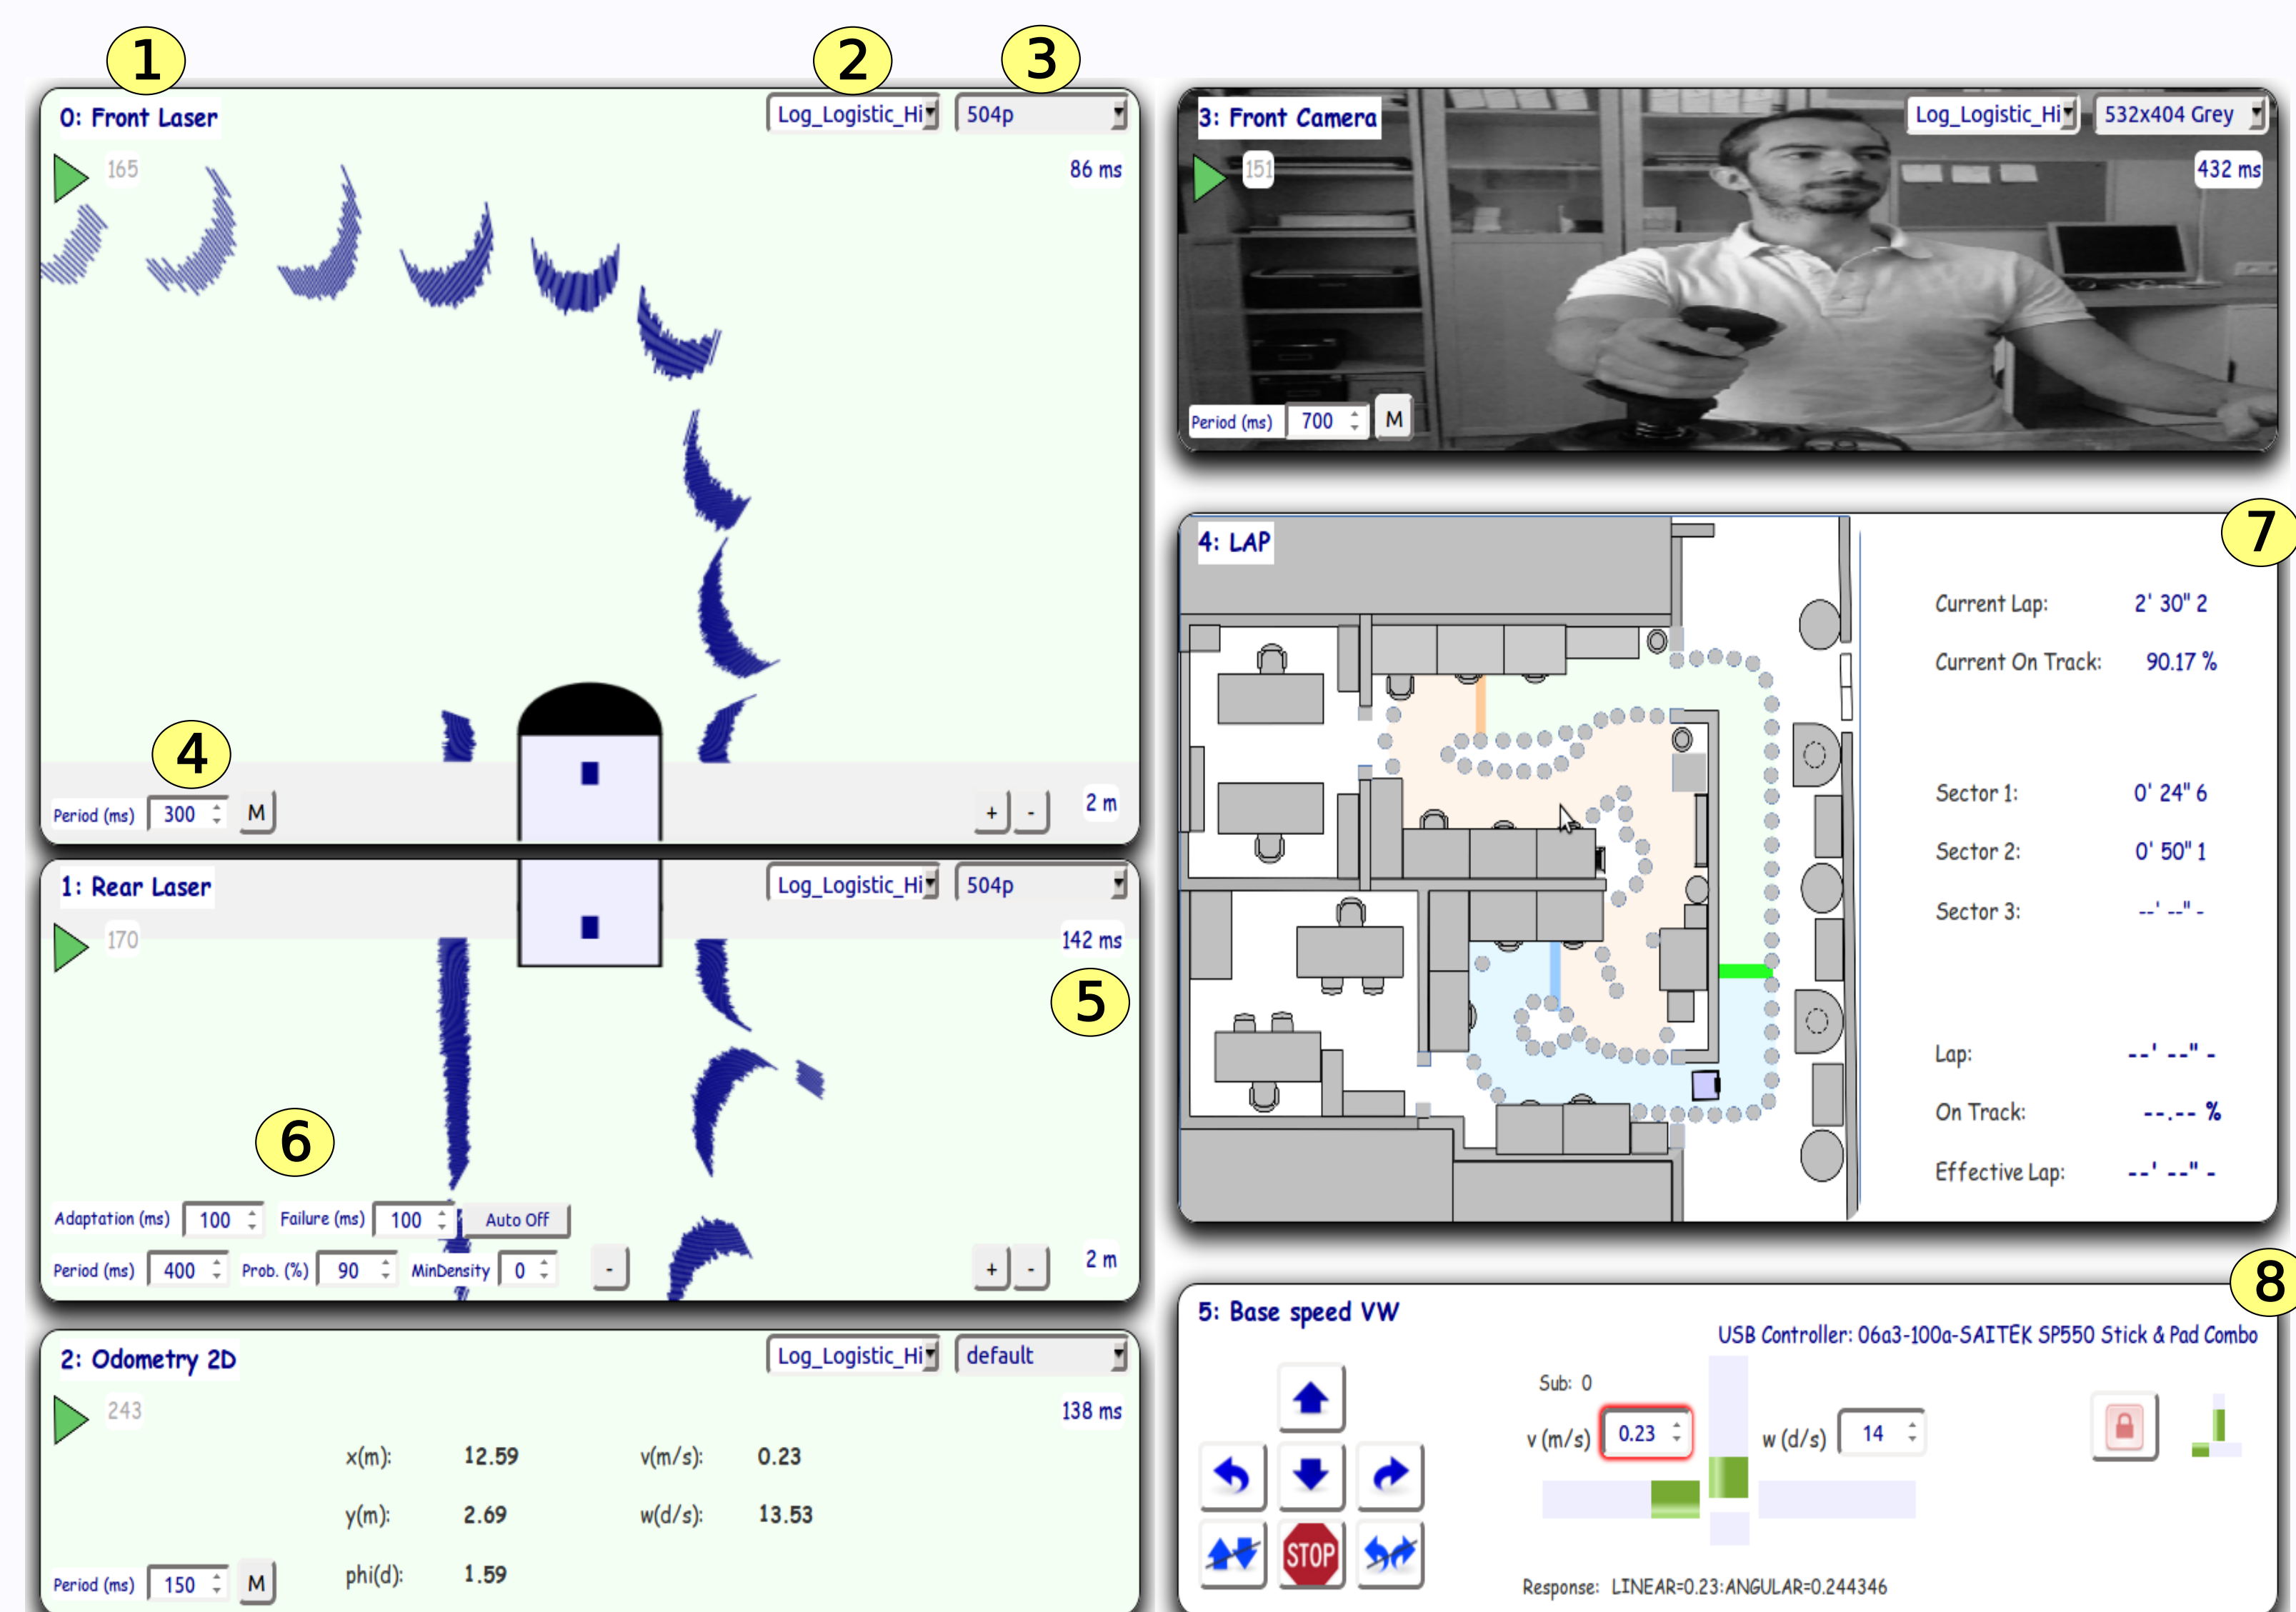 1
2
3
0: Front Laser
Log_Logistic_Hi
504p
165
86 ms
4
Period (ms) 300 M
+ -
2 m
1: Rear Laser
Log_Logistic_Hi
504p
170
142 ms
5
6
Adaptation (ms) 100 Failure (ms) 100 Auto Off
Period (ms) 400 Prob. (%) 90 MinDensity 0 -
+ -
2 m
2: Odometry 2D
Log_Logistic_Hi
default
243
138 ms
x(m): 12.59 v(m/s): 0.23
y(m): 2.69 w(d/s): 13.53
phi(d): 1.59
Period (ms) 150 M
3: Front Camera
Log_Logistic_Hi
532x404 Grey
151
432 ms
Period (ms) 700 M
7
4: LAP
Current Lap: 2' 30" 2
Current On Track: 90.17 %
Sector 1: 0' 24" 6
Sector 2: 0' 50" 1
Sector 3: --' --" -
Lap: --' --" -
On Track: --.-- %
Effective Lap: --' --" -
8
5: Base speed VW
USB Controller: 06a3-100a-SAITEK SP550 Stick & Pad Combo
Sub: 0
v (m/s) 0.23 w (d/s) 14
STOP
Response: LINEAR=0.23:ANGULAR=0.244346